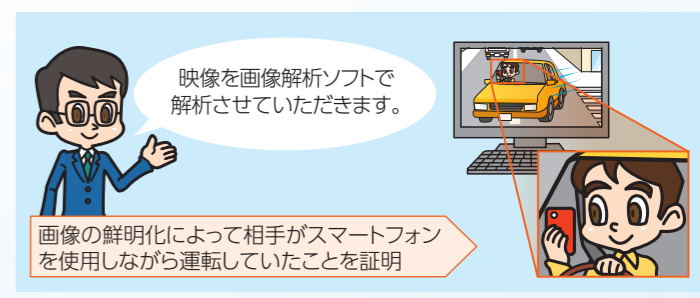 映像を画像解析ソフトで
解析させていただきます。
画像の鮮明化によって相手がスマートフォン
を使用しながら運転していたことを証明